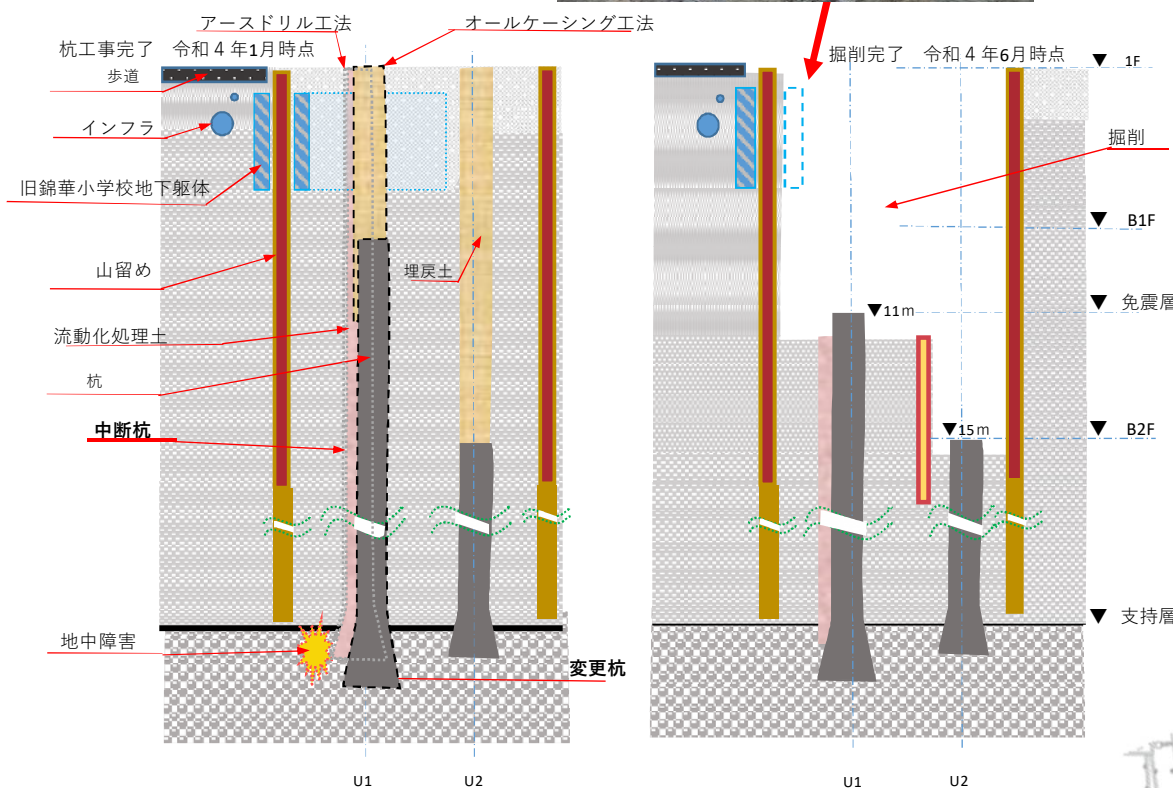 アースドリル工法
オールケーシング工法
杭工事完了 令和４年1月時点
歩道
インフラ
旧錦華小学校地下躯体
山留め
埋戻土
流動化処理土
杭
中断杭
地中障害
変更杭
U1
U2
掘削完了 令和４年6月時点
▼ 1F
掘削
▼ B1F
▼ 免震層
▼11m
▼ B2F
▼15m
▼ 支持層
U1
U2